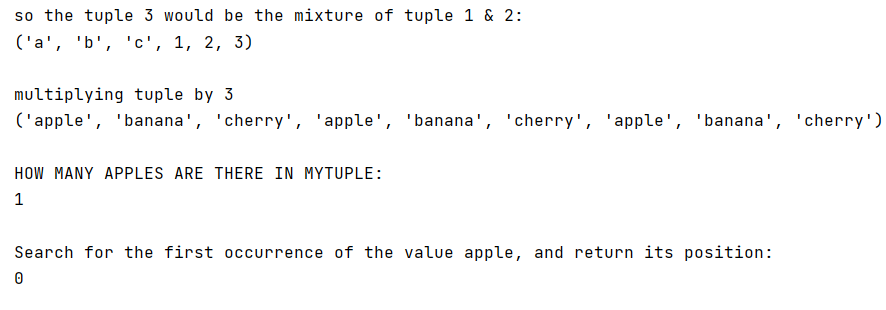 so the tuple 3 would be the mixture of tuple 1 & 2:
('a', 'b', 'c', 1, 2, 3)
multiplying tuple by 3
('apple', 'banana', 'cherry', 'apple', 'banana', 'cherry', 'apple', 'banana', 'cherry')
HOW MANY APPLES ARE THERE IN MYTUPLE:
1
Search for the first occurrence of the value apple, and return its position:
0